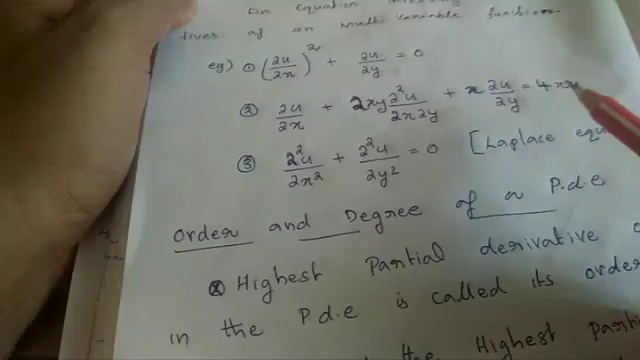 an Equation
tives of an multi variable function.
eg) ① (∂u/∂x)² + ∂u/∂y = 0
② ∂u/∂x + 2xy ∂²u/∂x∂y + x ∂u/∂y = 4xy
③ ∂²u/∂x² + ∂²u/∂y² = 0 [Laplace equ
Order and Degree of a P.d.e
Highest Partial derivative o
in the P.d.e is called its order
the Highest Parti